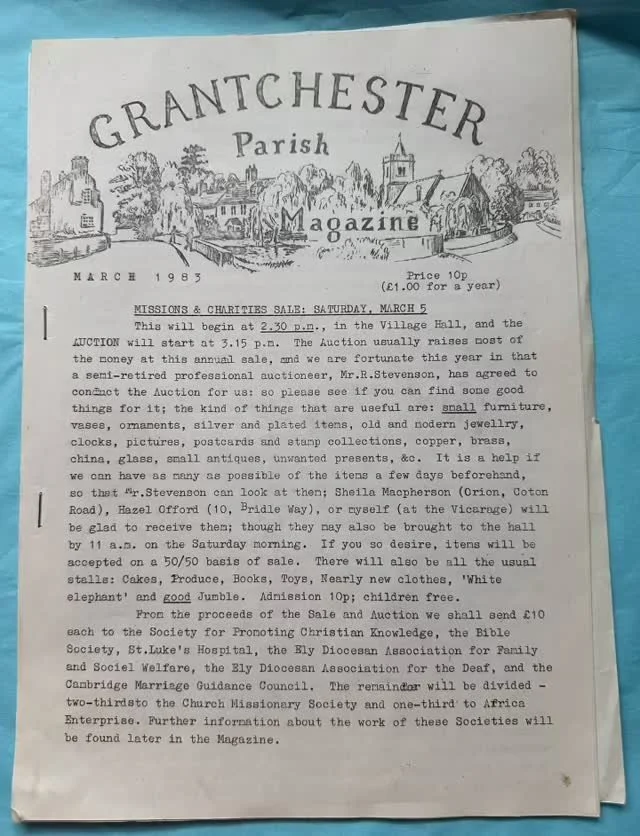 GRANTCHESTER
Parish
Magazine
MARCH 1983
Price 10p
(£1.00 for a year)
MISSIONS & CHARITIES SALE: SATURDAY, MARCH 5
This will begin at 2.30 p.m., in the Village Hall, and the
AUCTION will start at 3.15 p.m. The Auction usually raises most of
the money at this annual sale, and we are fortunate this year in that
a semi-retired professional auctioneer, Mr.R.Stevenson, has agreed to
conduct the Auction for us: so please see if you can find some good
things for it; the kind of things that are useful are: small furniture,
vases, ornaments, silver and plated items, old and modern jewellry,
clocks, pictures, postcards and stamp collections, copper, brass,
china, glass, small antiques, unwanted presents, &c. It is a help if
we can have as many as possible of the items a few days beforehand,
so that Mr.Stevenson can look at them; Sheila Macpherson (Orion, Coton
Road), Hazel Offord (10, Bridle Way), or myself (at the Vicarage) will
be glad to receive them; though they may also be brought to the hall
by 11 a.m. on the Saturday morning. If you so desire, items will be
accepted on a 50/50 basis of sale. There will also be all the usual
stalls: Cakes, Produce, Books, Toys, Nearly new clothes, 'White
elephant' and good Jumble. Admission 10p; children free.
From the proceeds of the Sale and Auction we shall send £10
each to the Society for Promoting Christian Knowledge, the Bible
Society, St.Luke's Hospital, the Ely Diocesan Association for Family
and Sociel Welfare, the Ely Diocesan Association for the Deaf, and the
Cambridge Marriage Guidance Council. The remainder will be divided -
two-thirdsto the Church Missionary Society and one-third to Africa
Enterprise. Further information about the work of these Societies will
be found later in the Magazine.